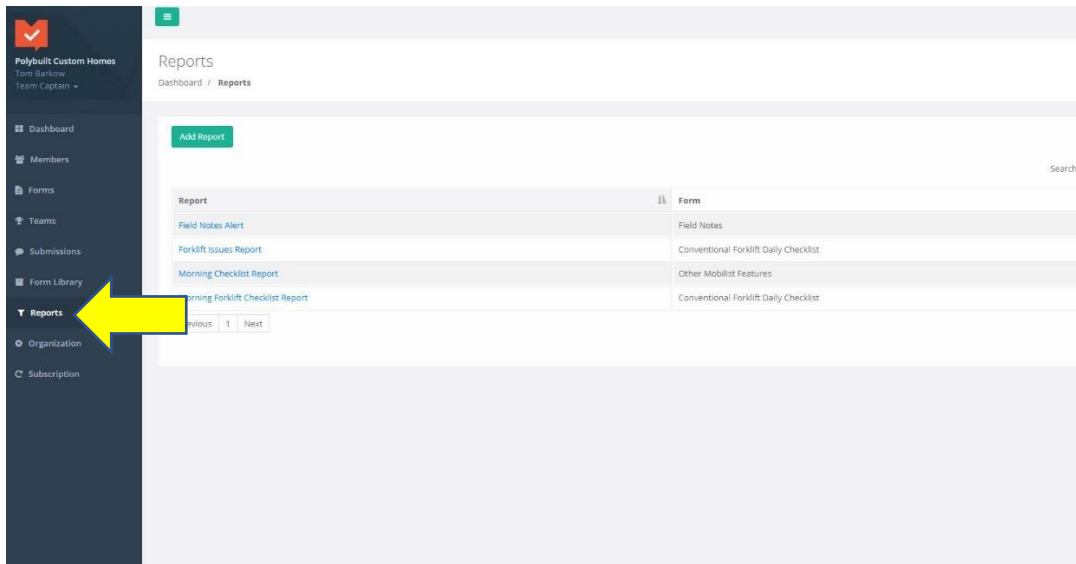 Polybuilt Custom Homes
Tom Barkow
Team Captain
Dashboard
Members
Forms
Teams
Submissions
Form Library
Reports
Organization
Subscription
Reports
Dashboard / Reports
Add Report
Search
Report Form
Field Notes Alert Field Notes
Forklift Issues Report Conventional Forklift Daily Checklist
Morning Checklist Report Other Mobilist Features
Morning Forklift Checklist Report Conventional Forklift Daily Checklist
evious 1 Next